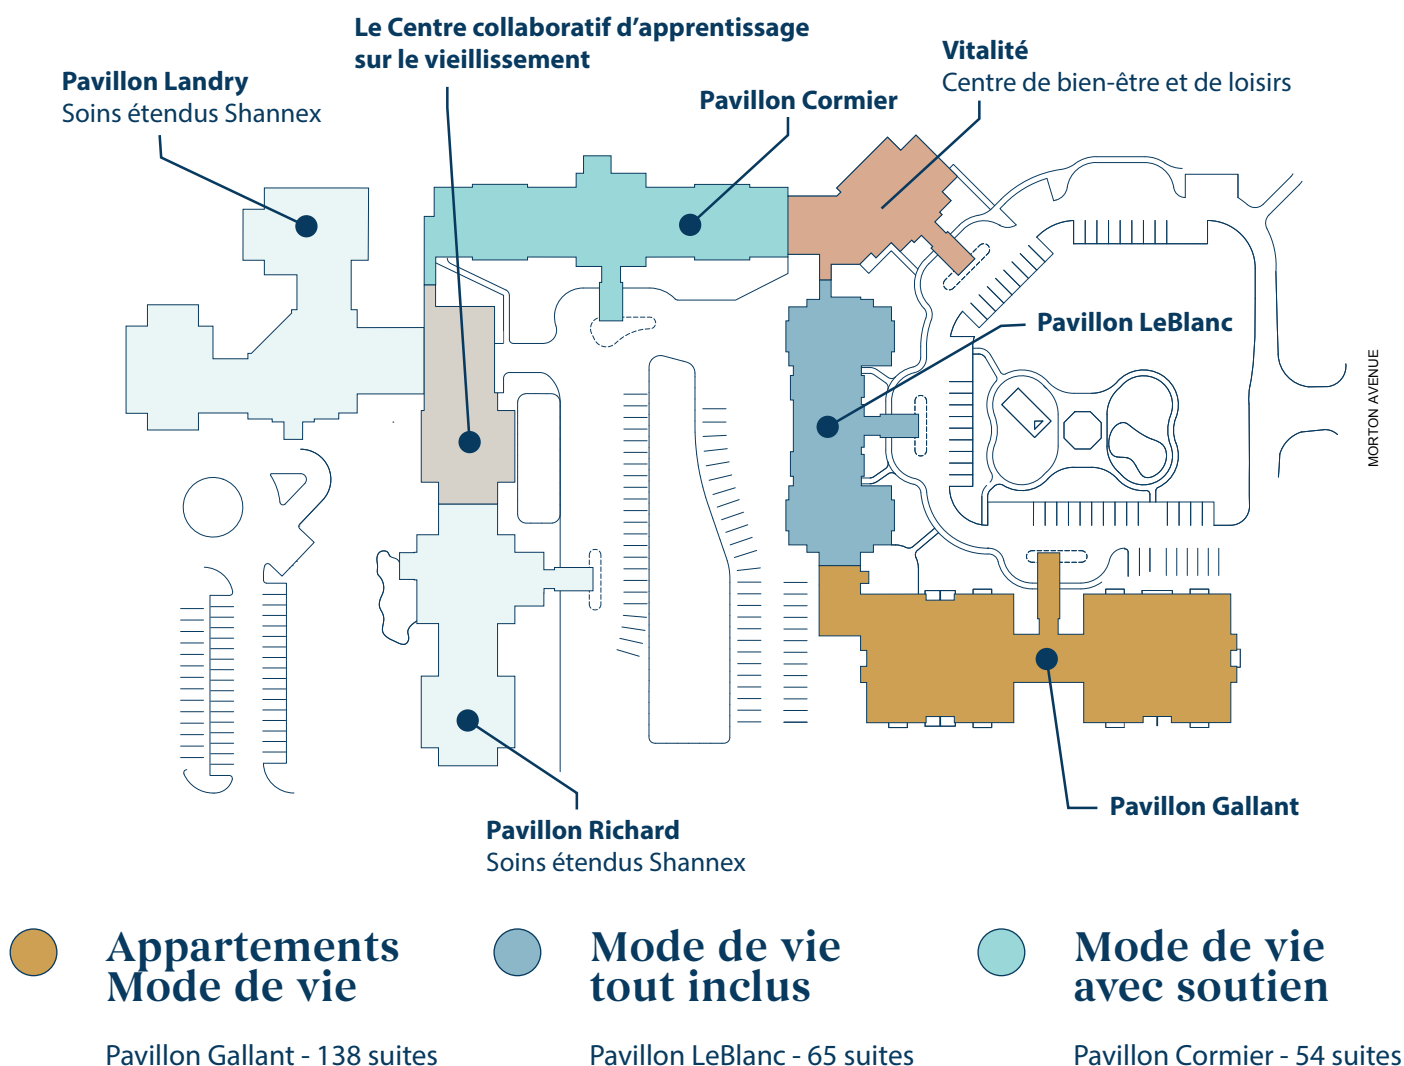 Le Centre collaboratif d’apprentissage
sur le vieillissement
Vitalité
Centre de bien-être et de loisirs
Pavillon Landry
Soins étendus Shannex
Pavillon Cormier
Pavillon LeBlanc
MORTON AVENUE
Pavillon Gallant
Pavillon Richard
Soins étendus Shannex
Appartements
Mode de vie
Pavillon Gallant - 138 suites
Mode de vie
tout inclus
Pavillon LeBlanc - 65 suites
Mode de vie
avec soutien
Pavillon Cormier - 54 suites